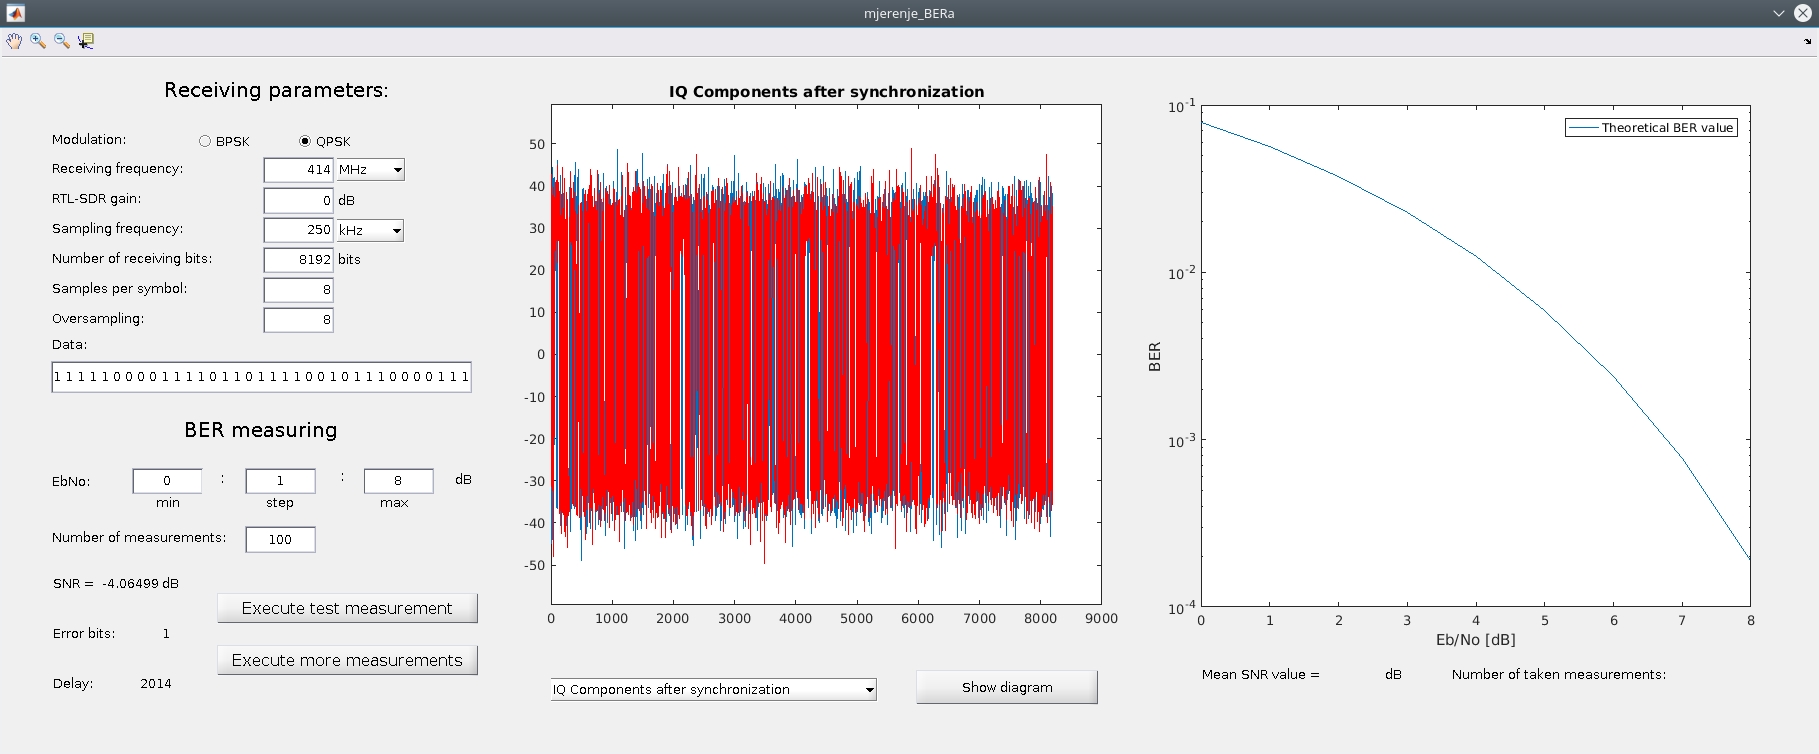 mjerenje_BERa
Receiving parameters:
Modulation: BPSK QPSK
Receiving frequency: 414 MHz
RTL-SDR gain: 0 dB
Sampling frequency: 250 kHz
Number of receiving bits: 8192 bits
Samples per symbol: 8
Oversampling: 8
Data:
1 1 1 1 1 0 0 0 0 1 1 1 1 0 1 1 0 1 1 1 1 0 0 1 0 1 1 1 0 0 0 0 1 1 1
BER measuring
EbNo: 0 : 1 : 8 dB
min step max
Number of measurements: 100
SNR = -4.06499 dB
Execute test measurement
Error bits: 1
Execute more measurements
Delay: 2014
IQ Components after synchronization
50
40
30
20
10
0
-10
-20
-30
-40
-50
0 1000 2000 3000 4000 5000 6000 7000 8000 9000
IQ Components after synchronization
Show diagram
Theoretical BER value
10-1
10-2
10-3
10-4
BER
0 1 2 3 4 5 6 7 8
Eb/No [dB]
Mean SNR value = dB Number of taken measurements: